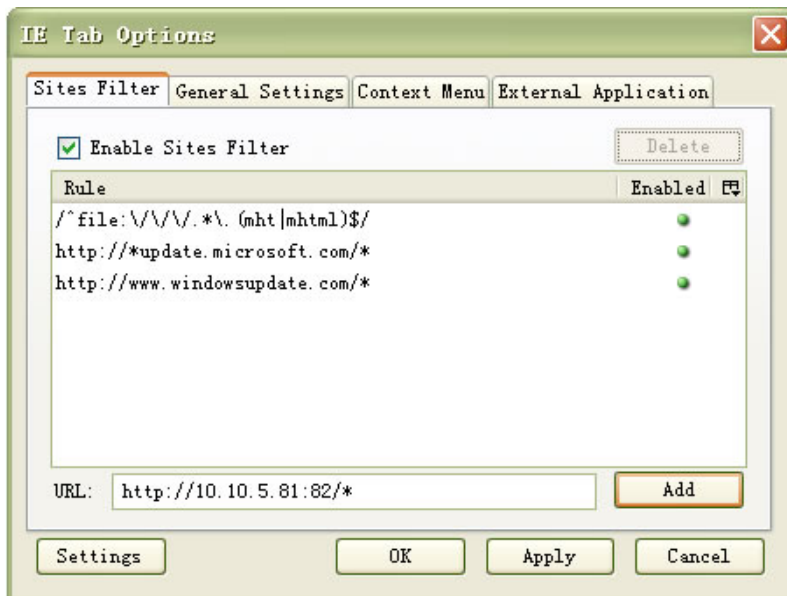 IE Tab Options
Sites Filter General Settings Context Menu External Application
Enable Sites Filter Delete
Rule Enabled
/^file:\/\/\/.*\.(mht|mhtml)$/
http://*update.microsoft.com/*
http://www.windowsupdate.com/*
URL: http://10.10.5.81:82/* Add
Settings OK Apply Cancel